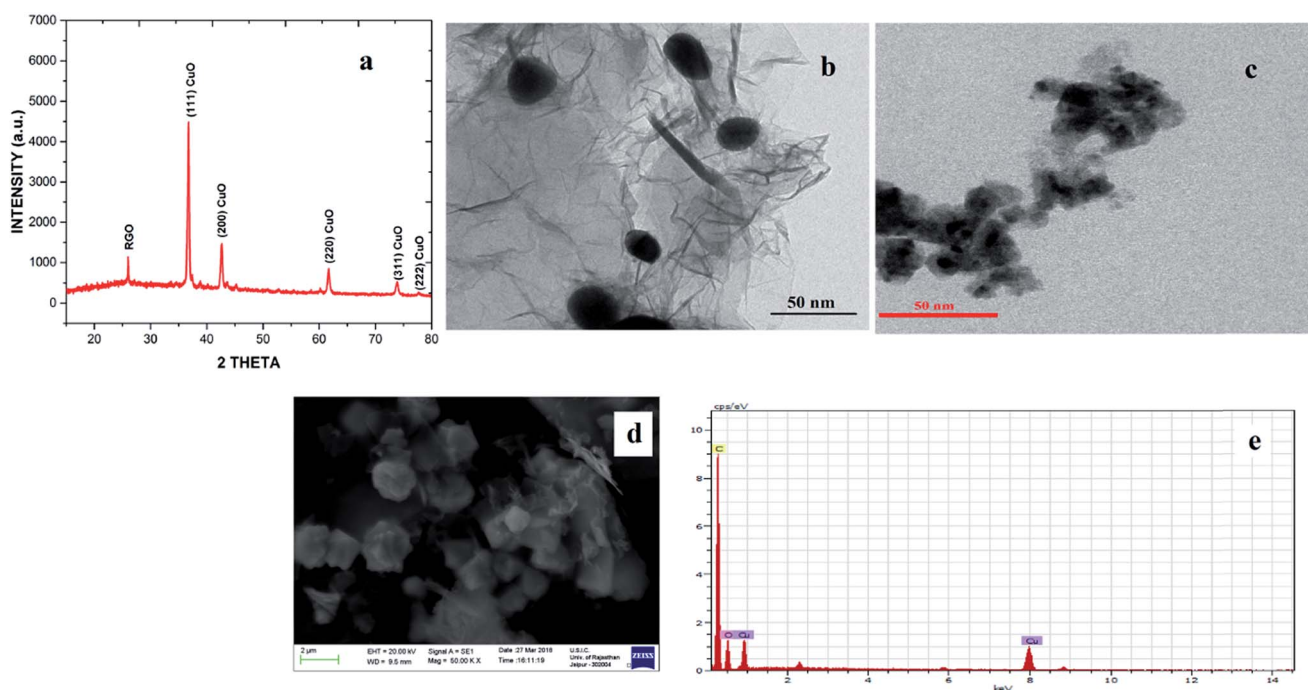 7000
6000
5000
4000
3000
2000
1000
0
INTENSITY (a.u.)
RGO
(111) CuO
(200) CuO
(220) CuO
(311) CuO
(222) CuO
20 30 40 50 60 70 80
2 THETA
a
b
50 nm
c
50 nm
d
2 µm
EHT = 20.00 kV Signal A = SE1 Date :27 Mar 2018 U.S.I.C.
WD = 9.5 mm Mag = 50.00 K X Time :16:11:19 Univ. of Rajasthan
Jaipur - 302004
ZEISS
cps/eV
10
8
6
4
2
0
C
O Cu
Cu
e
2 4 6 8 10 12 14
keV